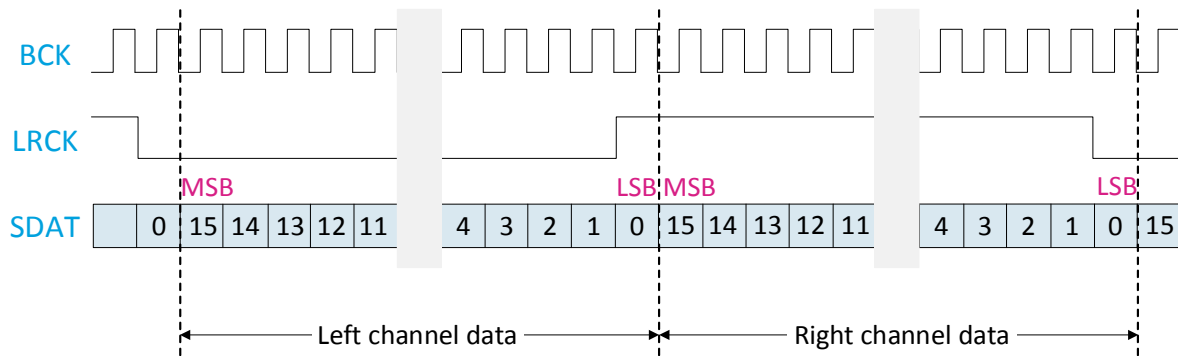 BCK
LRCK
MSB LSB MSB LSB
SDAT 0 15 14 13 12 11 4 3 2 1 0 15 14 13 12 11 4 3 2 1 0 15
Left channel data Right channel data